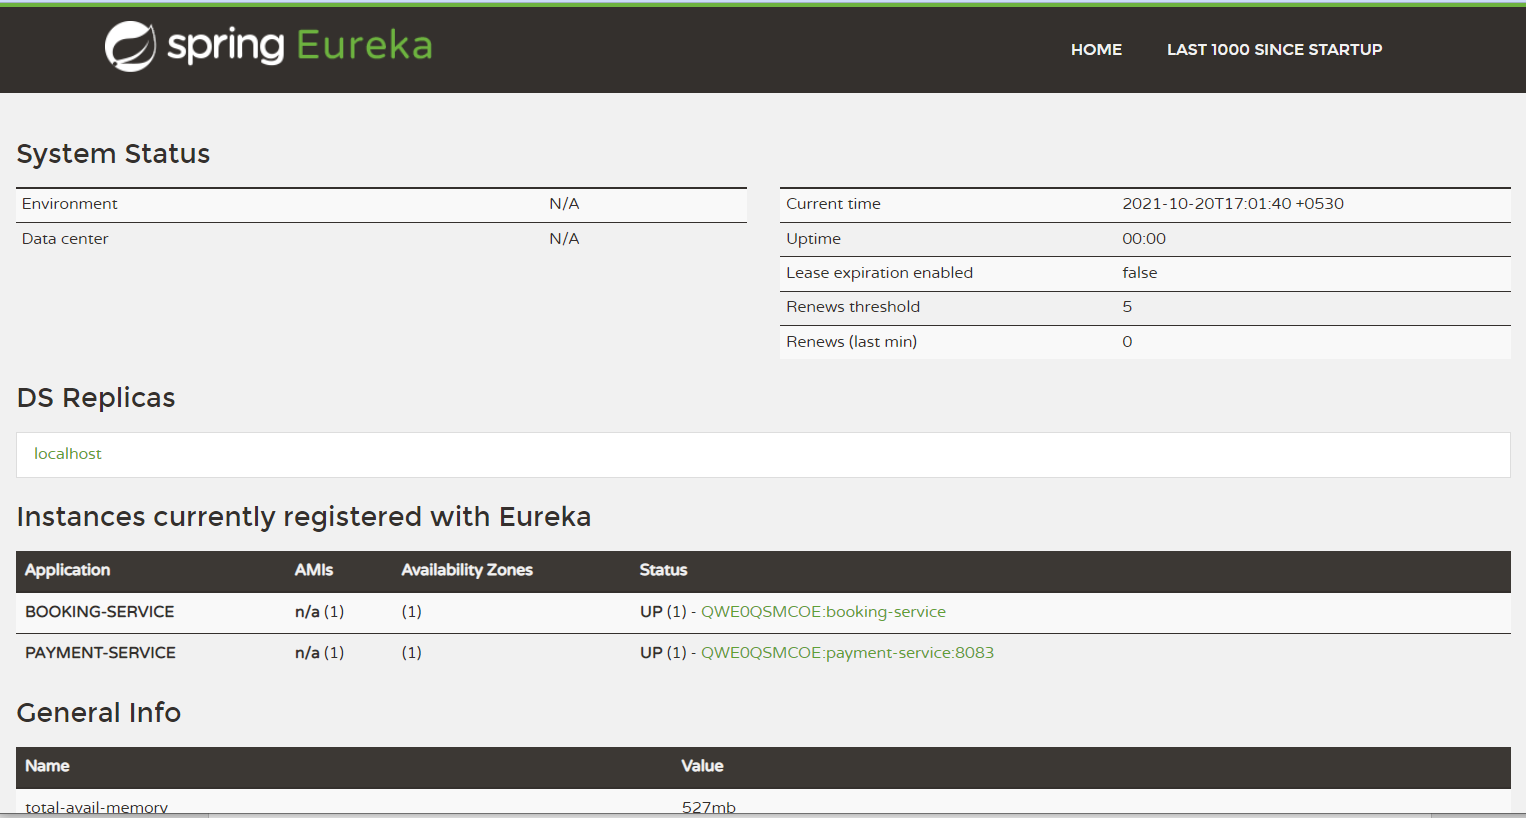 spring Eureka
HOME LAST 1000 SINCE STARTUP
System Status
Environment N/A
Data center N/A
Current time 2021-10-20T17:01:40 +0530
Uptime 00:00
Lease expiration enabled false
Renews threshold 5
Renews (last min) 0
DS Replicas
localhost
Instances currently registered with Eureka
Application AMIs Availability Zones Status
BOOKING-SERVICE n/a (1) (1) UP (1) - QWE0QSMCOE:booking-service
PAYMENT-SERVICE n/a (1) (1) UP (1) - QWE0QSMCOE:payment-service:8083
General Info
Name Value
total-avail-memory 527mb